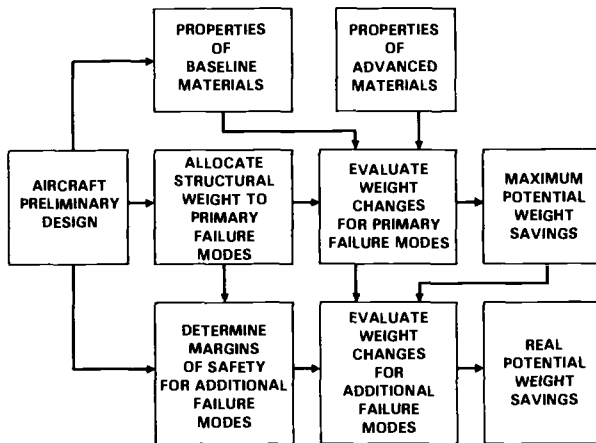 PROPERTIES
OF
BASELINE
MATERIALS
PROPERTIES
OF
ADVANCED
MATERIALS
AIRCRAFT
PRELIMINARY
DESIGN
ALLOCATE
STRUCTURAL
WEIGHT TO
PRIMARY
FAILURE
MODES
EVALUATE
WEIGHT
CHANGES
FOR PRIMARY
FAILURE MODES
MAXIMUM
POTENTIAL
WEIGHT
SAVINGS
DETERMINE
MARGINS
OF SAFETY
FOR ADDITIONAL
FAILURE
MODES
EVALUATE
WEIGHT
CHANGES
FOR
ADDITIONAL
FAILURE MODES
REAL
POTENTIAL
WEIGHT
SAVINGS